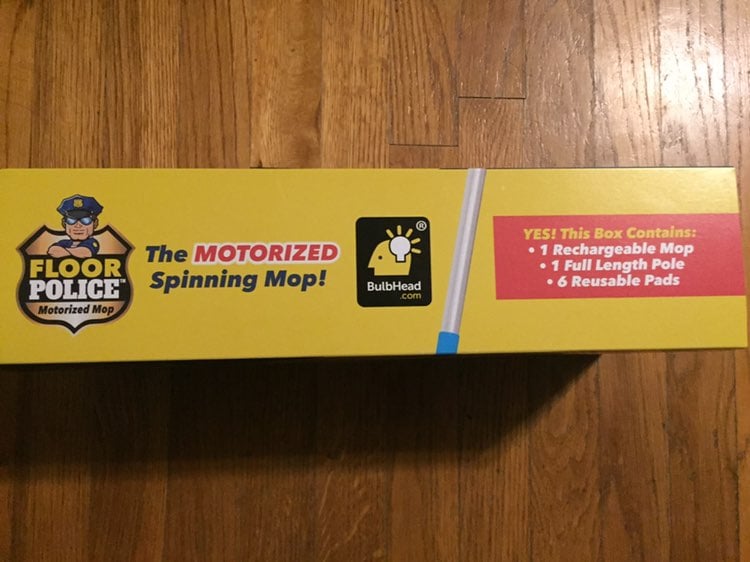 FLOOR
POLICE™
Motorized Mop
The MOTORIZED
Spinning Mop!
®
BulbHead
.com
YES! This Box Contains:
• 1 Rechargeable Mop
• 1 Full Length Pole
• 6 Reusable Pads